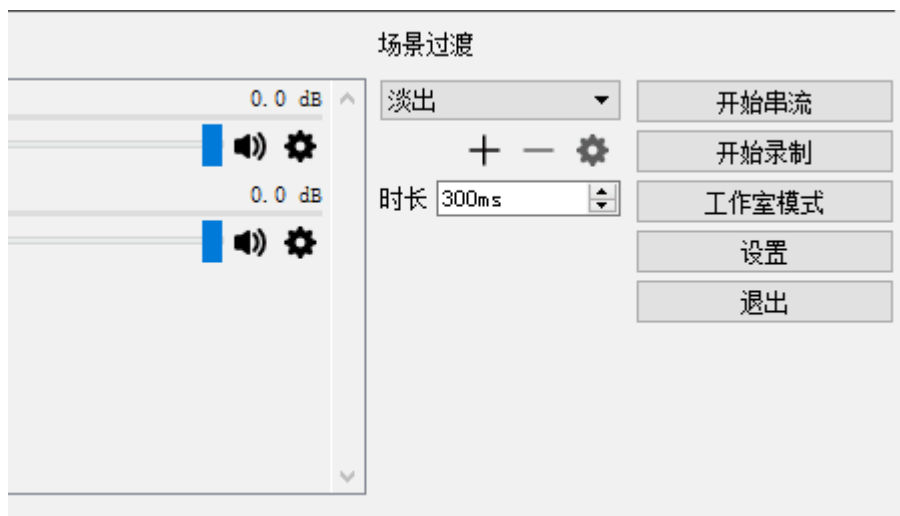 场景过渡
0.0 dB
淡出
开始串流
开始录制
0.0 dB
时长 300ms
工作室模式
设置
退出